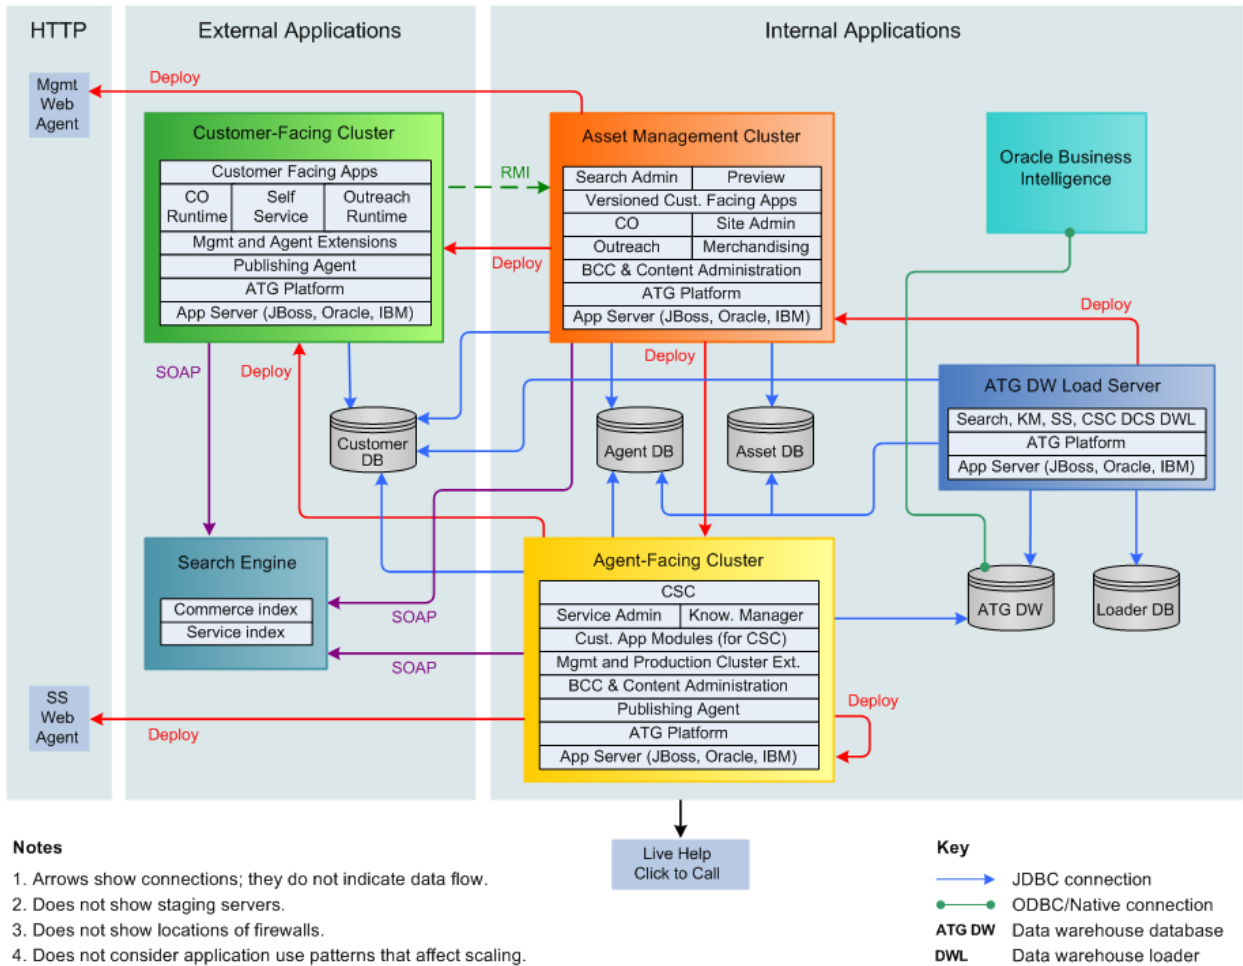 HTTP
External Applications
Internal Applications
Mgmt
Web
Agent
Deploy
Customer-Facing Cluster
Customer Facing Apps
CO
Runtime
Self
Service
Outreach
Runtime
Mgmt and Agent Extensions
Publishing Agent
ATG Platform
App Server (JBoss, Oracle, IBM)
RMI
Deploy
Asset Management Cluster
Search Admin
Preview
Versioned Cust. Facing Apps
CO
Site Admin
Outreach
Merchandising
BCC & Content Administration
ATG Platform
App Server (JBoss, Oracle, IBM)
Oracle Business
Intelligence
Deploy
SOAP
Deploy
Deploy
Customer
DB
Agent DB
Asset DB
ATG DW Load Server
Search, KM, SS, CSC DCS DWL
ATG Platform
App Server (JBoss, Oracle, IBM)
Search Engine
Commerce index
Service index
SOAP
SOAP
Agent-Facing Cluster
CSC
Service Admin
Know. Manager
Cust. App Modules (for CSC)
Mgmt and Production Cluster Ext.
BCC & Content Administration
Publishing Agent
ATG Platform
App Server (JBoss, Oracle, IBM)
ATG DW
Loader DB
SS
Web
Agent
Deploy
Deploy
Live Help
Click to Call
Notes
1. Arrows show connections; they do not indicate data flow.
2. Does not show staging servers.
3. Does not show locations of firewalls.
4. Does not consider application use patterns that affect scaling.
Key
JDBC connection
ODBC/Native connection
ATG DW Data warehouse database
DWL Data warehouse loader